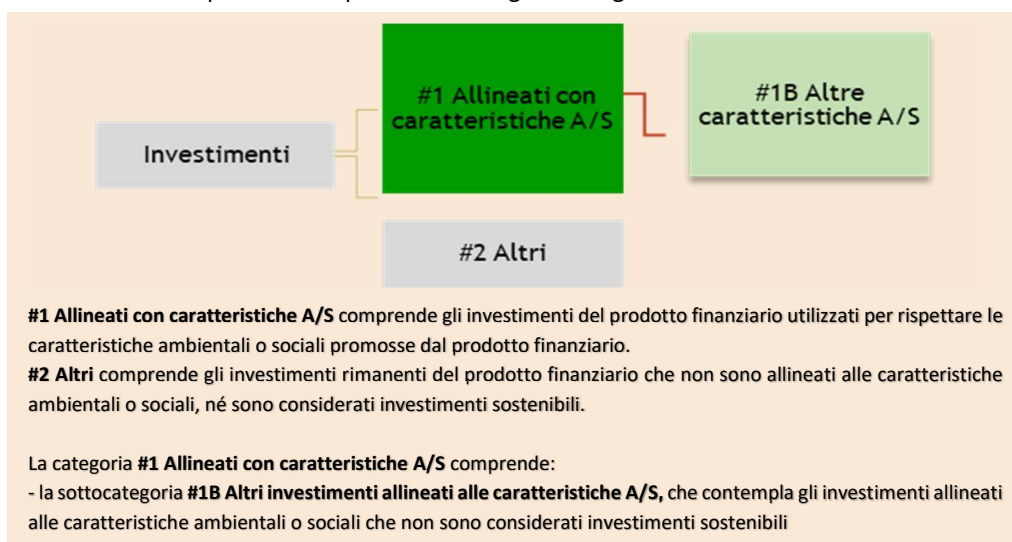 #1 Allineati con
caratteristiche A/S
#1B Altre
caratteristiche A/S
Investimenti
#2 Altri
#1 Allineati con caratteristiche A/S comprende gli investimenti del prodotto finanziario utilizzati per rispettare le
caratteristiche ambientali o sociali promosse dal prodotto finanziario.
#2 Altri comprende gli investimenti rimanenti del prodotto finanziario che non sono allineati alle caratteristiche
ambientali o sociali, né sono considerati investimenti sostenibili.
La categoria #1 Allineati con caratteristiche A/S comprende:
- la sottocategoria #1B Altri investimenti allineati alle caratteristiche A/S, che contempla gli investimenti allineati
alle caratteristiche ambientali o sociali che non sono considerati investimenti sostenibili